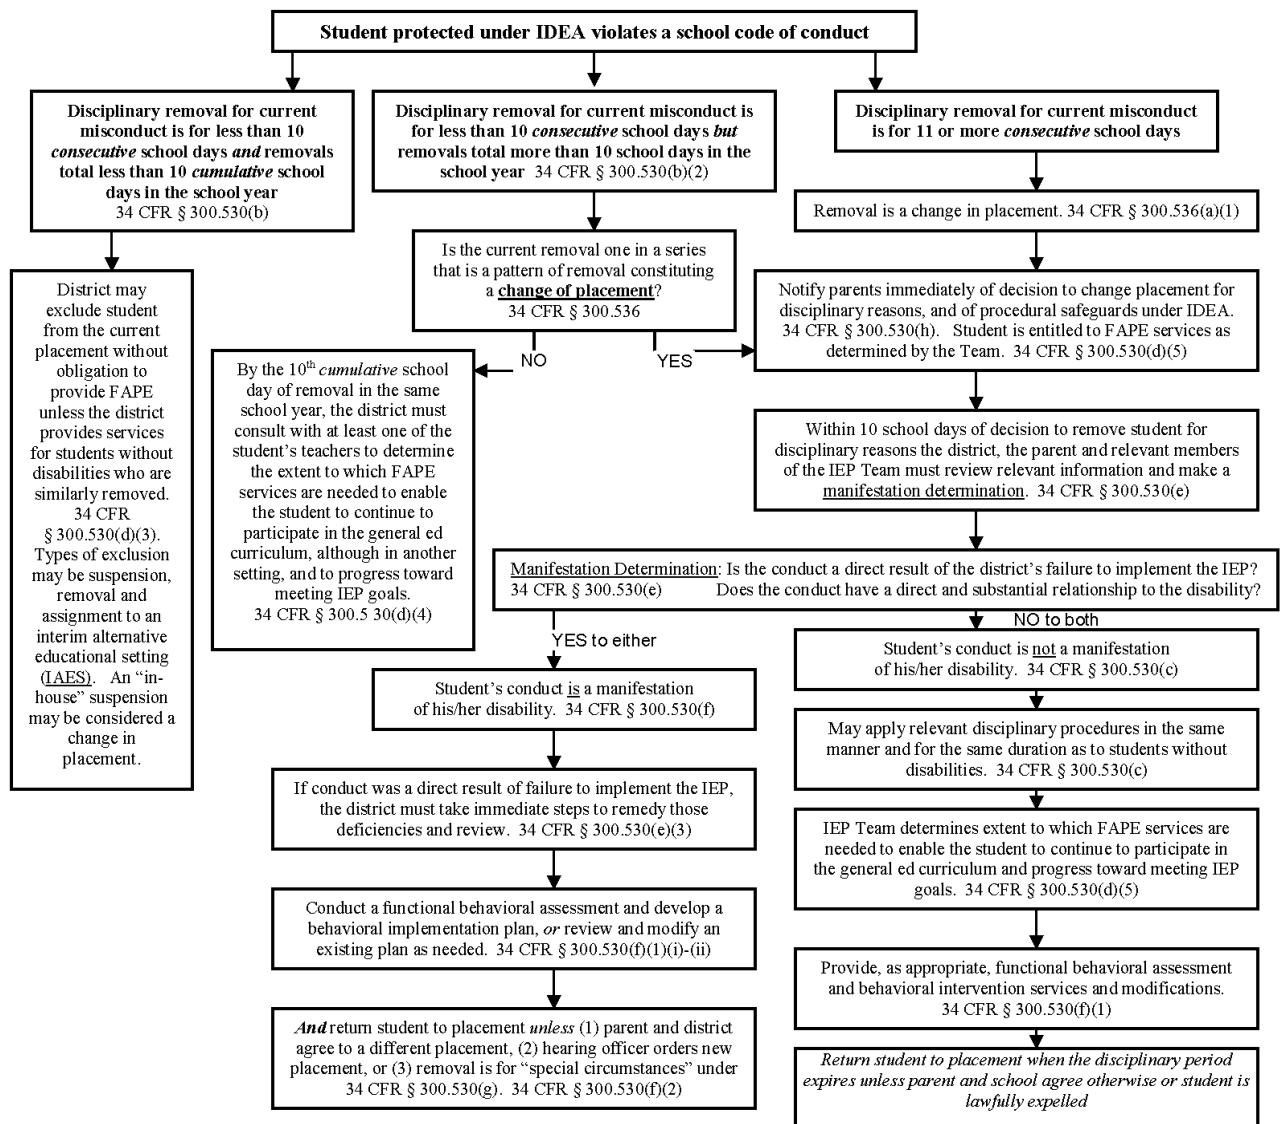 Student protected under IDEA violates a school code of conduct
Disciplinary removal for current
misconduct is for less than 10
consecutive school days and removals
total less than 10 cumulative school
days in the school year
34 CFR § 300.530(b)
Disciplinary removal for current misconduct is
for less than 10 consecutive school days but
removals total more than 10 school days in the
school year 34 CFR § 300.530(b)(2)
Disciplinary removal for current misconduct
is for 11 or more consecutive school days
Removal is a change in placement. 34 CFR § 300.536(a)(1)
Is the current removal one in a series
that is a pattern of removal constituting
a change of placement?
34 CFR § 300.536
NO
YES
District may
exclude student
from the current
placement without
obligation to
provide FAPE
unless the district
provides services
for students without
disabilities who are
similarly removed.
34 CFR
§ 300.530(d)(3).
Types of exclusion
may be suspension,
removal and
assignment to an
interim alternative
educational setting
(IAES). An “in-
house” suspension
may be considered a
change in
placement.
By the 10th cumulative school
day of removal in the same
school year, the district must
consult with at least one of the
student’s teachers to determine
the extent to which FAPE
services are needed to enable
the student to continue to
participate in the general ed
curriculum, although in another
setting, and to progress toward
meeting IEP goals.
34 CFR § 300.5 30(d)(4)
Notify parents immediately of decision to change placement for
disciplinary reasons, and of procedural safeguards under IDEA.
34 CFR § 300.530(h). Student is entitled to FAPE services as
determined by the Team. 34 CFR § 300.530(d)(5)
Within 10 school days of decision to remove student for
disciplinary reasons the district, the parent and relevant members
of the IEP Team must review relevant information and make a
manifestation determination. 34 CFR § 300.530(e)
Manifestation Determination: Is the conduct a direct result of the district’s failure to implement the IEP?
34 CFR § 300.530(e) Does the conduct have a direct and substantial relationship to the disability?
YES to either
NO to both
Student’s conduct is a manifestation
of his/her disability. 34 CFR § 300.530(f)
If conduct was a direct result of failure to implement the IEP,
the district must take immediate steps to remedy those
deficiencies and review. 34 CFR § 300.530(e)(3)
Conduct a functional behavioral assessment and develop a
behavioral implementation plan, or review and modify an
existing plan as needed. 34 CFR § 300.530(f)(1)(i)-(ii)
And return student to placement unless (1) parent and district
agree to a different placement, (2) hearing officer orders new
placement, or (3) removal is for “special circumstances” under
34 CFR § 300.530(g). 34 CFR § 300.530(f)(2)
Student’s conduct is not a manifestation
of his/her disability. 34 CFR § 300.530(c)
May apply relevant disciplinary procedures in the same
manner and for the same duration as to students without
disabilities. 34 CFR § 300.530(c)
IEP Team determines extent to which FAPE services are
needed to enable the student to continue to participate in
the general ed curriculum and progress toward meeting IEP
goals. 34 CFR § 300.530(d)(5)
Provide, as appropriate, functional behavioral assessment
and behavioral intervention services and modifications.
34 CFR § 300.530(f)(1)
Return student to placement when the disciplinary period
expires unless parent and school agree otherwise or student is
lawfully expelled